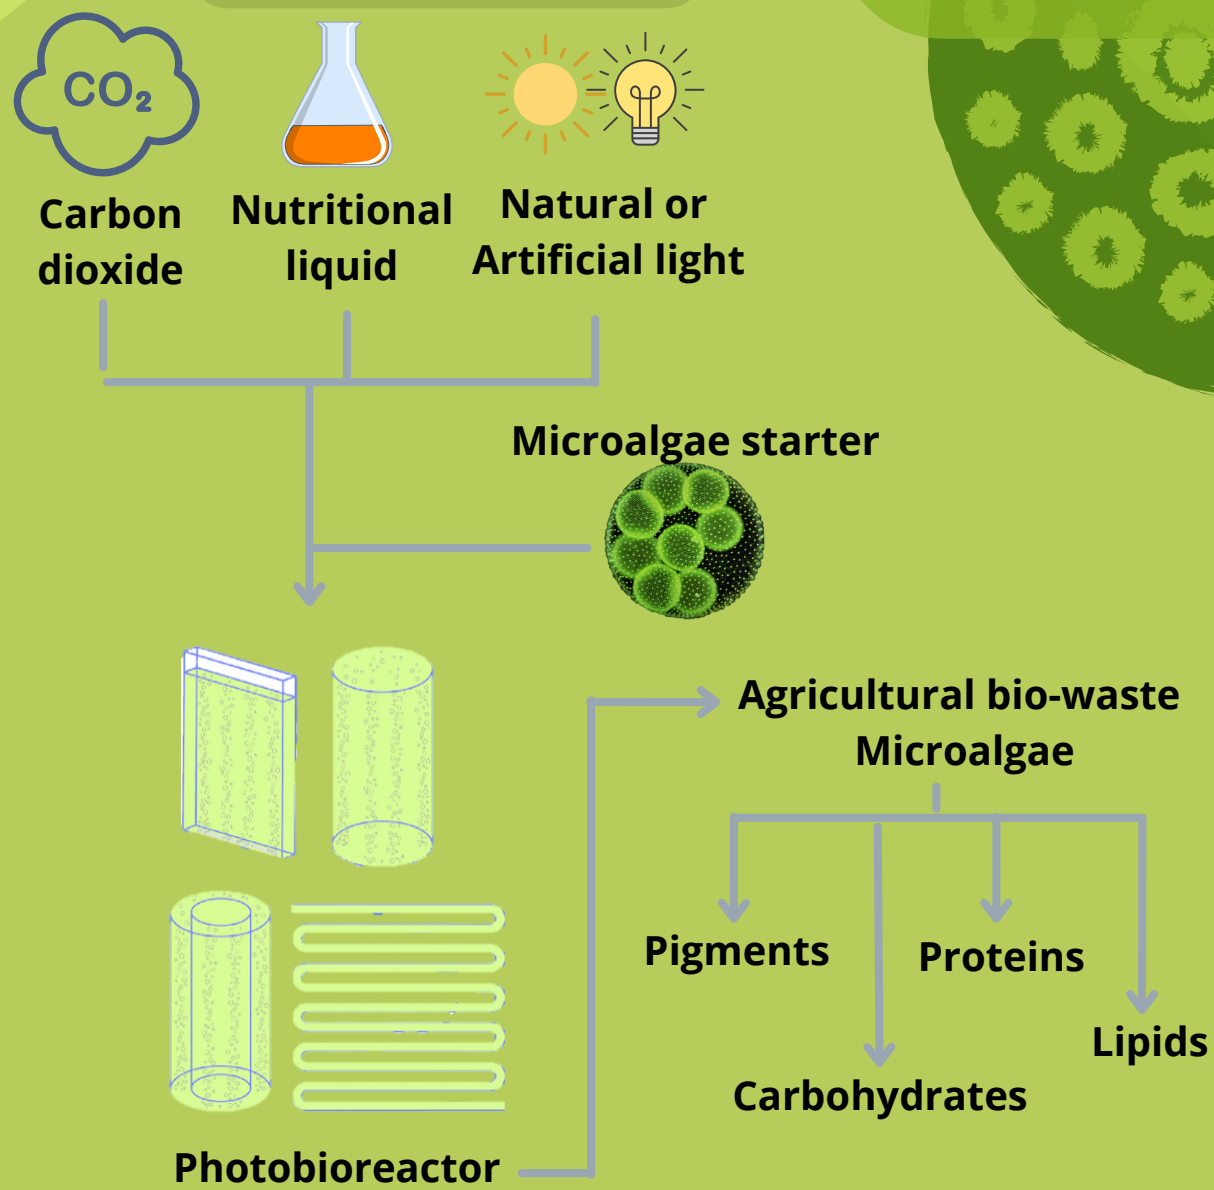 CO₂
Carbon
dioxide
Nutritional
liquid
Natural or
Artificial light
Microalgae starter
Agricultural bio-waste
Microalgae
Pigments
Proteins
Lipids
Carbohydrates
Photobioreactor